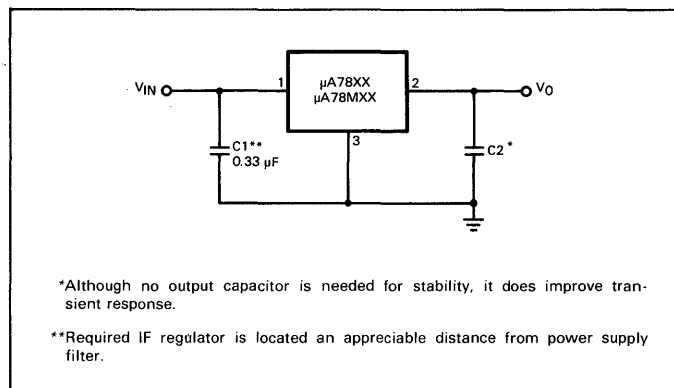 VIN
1
µA78XX
µA78MXX
2
VO
3
C1**
0.33 µF
C2*
*Although no output capacitor is needed for stability, it does improve tran-
sient response.
**Required IF regulator is located an appreciable distance from power supply
filter.